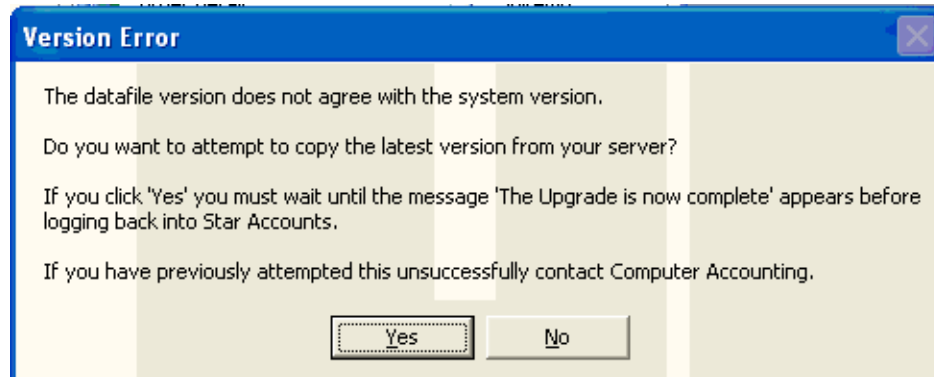 Version Error
The datafile version does not agree with the system version.
Do you want to attempt to copy the latest version from your server?
If you click 'Yes' you must wait until the message 'The Upgrade is now complete' appears before
logging back into Star Accounts.
If you have previously attempted this unsuccessfully contact Computer Accounting.
Yes
No